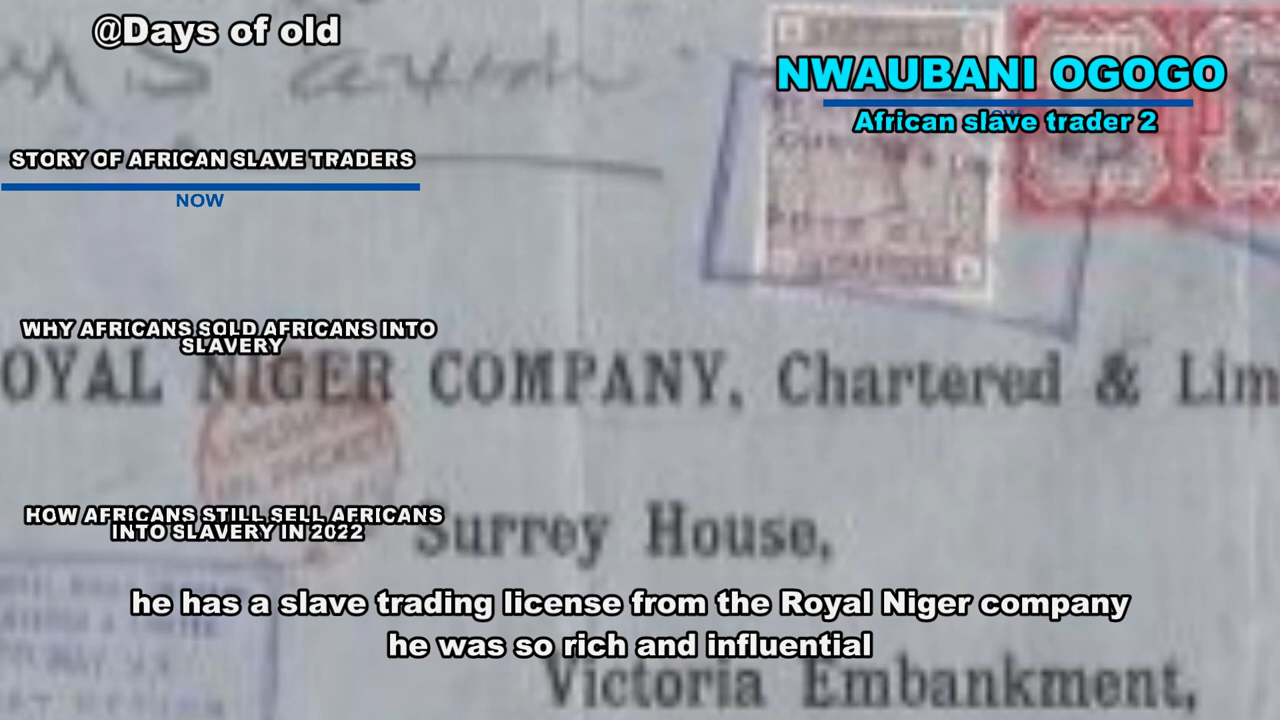 @Days of old
NWAUBANI OGOGO
African slave trader 2
STORY OF AFRICAN SLAVE TRADERS
NOW
WHY AFRICANS SOLD AFRICANS INTO
SLAVERY
OYAL NIGER COMPANY, Chartered & Lim
HOW AFRICANS STILL SELL AFRICANS
INTO SLAVERY IN 2022
Surrey House,
he has a slave trading license from the Royal Niger company
he was so rich and influential
Victoria Embankment,